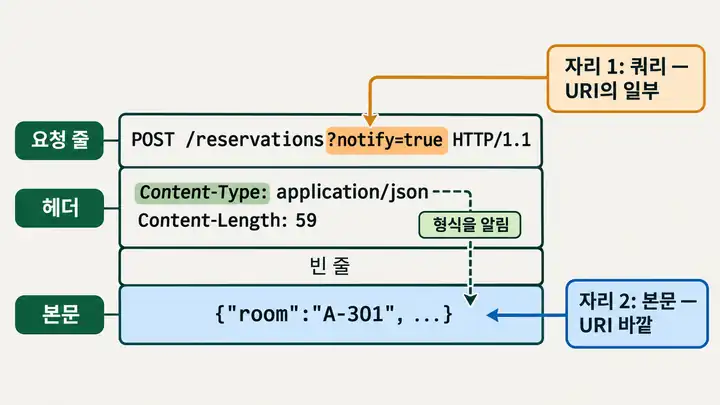 자리 1: 쿼리 —
URI의 일부
요청 줄
POST /reservations?notify=true HTTP/1.1
헤더
Content-Type: application/json
Content-Length: 59
형식을 알림
빈 줄
본문
{"room":"A-301", ...}
자리 2: 본문 —
URI 바깥